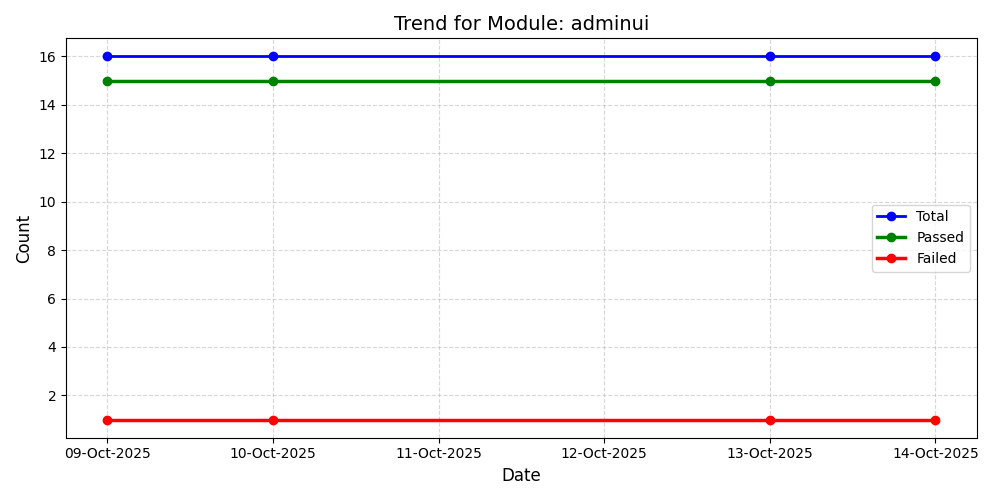 Trend for Module: adminui
Count
16
14
12
10
8
6
4
2
Total
Passed
Failed
09-Oct-2025 10-Oct-2025 11-Oct-2025 12-Oct-2025 13-Oct-2025 14-Oct-2025
Date